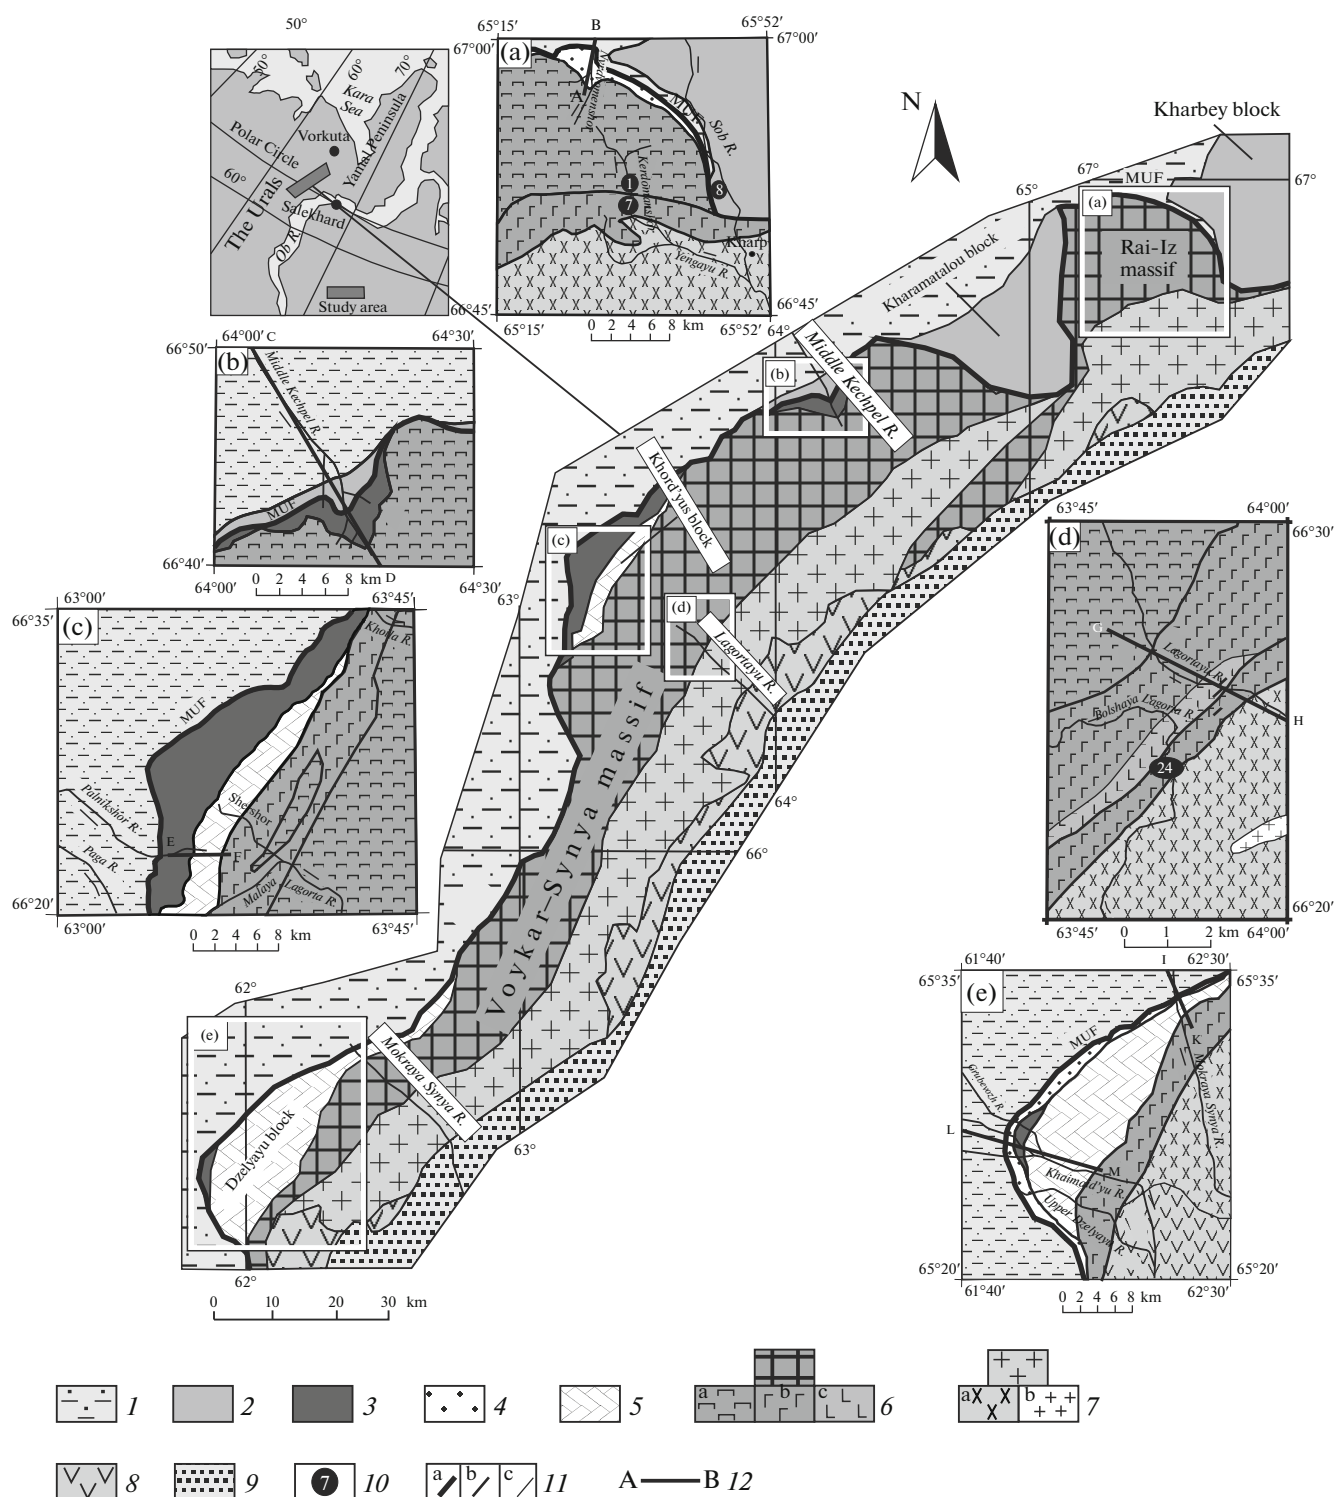 50°
50°
60°
70°
Kara
Sea
Vorkuta
Yamal Peninsula
Polar Circle
60°
The Urals
Salekhard
Ob R.
Study area
65°15′
B
65°52′
67°00′
(a)
67°00′
A
MUF
Sob R.
1
7
8
Kharp
Yengayu R.
66°45′
66°45′
65°15′
65°52′
0 2 4 6 8 km
N
Kharbey block
67°
MUF
67°
65°
(a)
Rai-Iz
massif
Kharamatalou block
64°
Middle Kechpel R.
(b)
Khord'yus block
(c)
63°
(d)
Lagortayu R.
Voykar–Synya massif
64°
66°
62°
(e)
Mokraya Synya R.
Dzelyayu block
63°
62°
0 10 20 30 km
64°00′
C
64°30′
66°50′
(b)
Middle Kechpel R.
MUF
66°40′
64°00′
0 2 4 6 8 km
D
64°30′
63°00′
63°45′
66°35′
(c)
Khoila R.
MUF
Palnikshor R.
Shershor
E
F
Paga R.
Malaya Lagorta R.
66°20′
63°00′
63°45′
0 2 4 6 8 km
63°45′
64°00′
(d)
66°30′
G
Lagortayu R.
Bolshaya Lagorta R.
H
24
66°20′
63°45′
0 1 2 km
64°00′
61°40′
I
62°30′
65°35′
(e)
65°35′
MUF
K
Grubevozh R.
Mokraya Synya R.
L
M
Khaimad'yu R.
Upper Dzelyayu R.
65°20′
65°20′
61°40′
62°30′
0 2 4 6 8 km
1
2
3
4
5
a b c 6
a b 7
8
9
7 10
a b c 11
A B 12